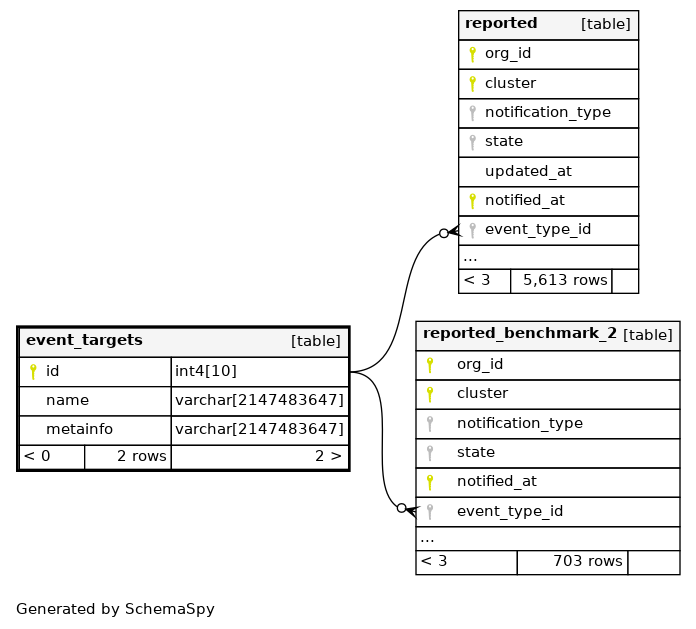 reported [table]
org_id
cluster
notification_type
state
updated_at
notified_at
event_type_id
...
< 3 5,613 rows
event_targets [table]
id int4[10]
name varchar[2147483647]
metainfo varchar[2147483647]
< 0 2 rows 2 >
reported_benchmark_2 [table]
org_id
cluster
notification_type
state
notified_at
event_type_id
...
< 3 703 rows
Generated by SchemaSpy